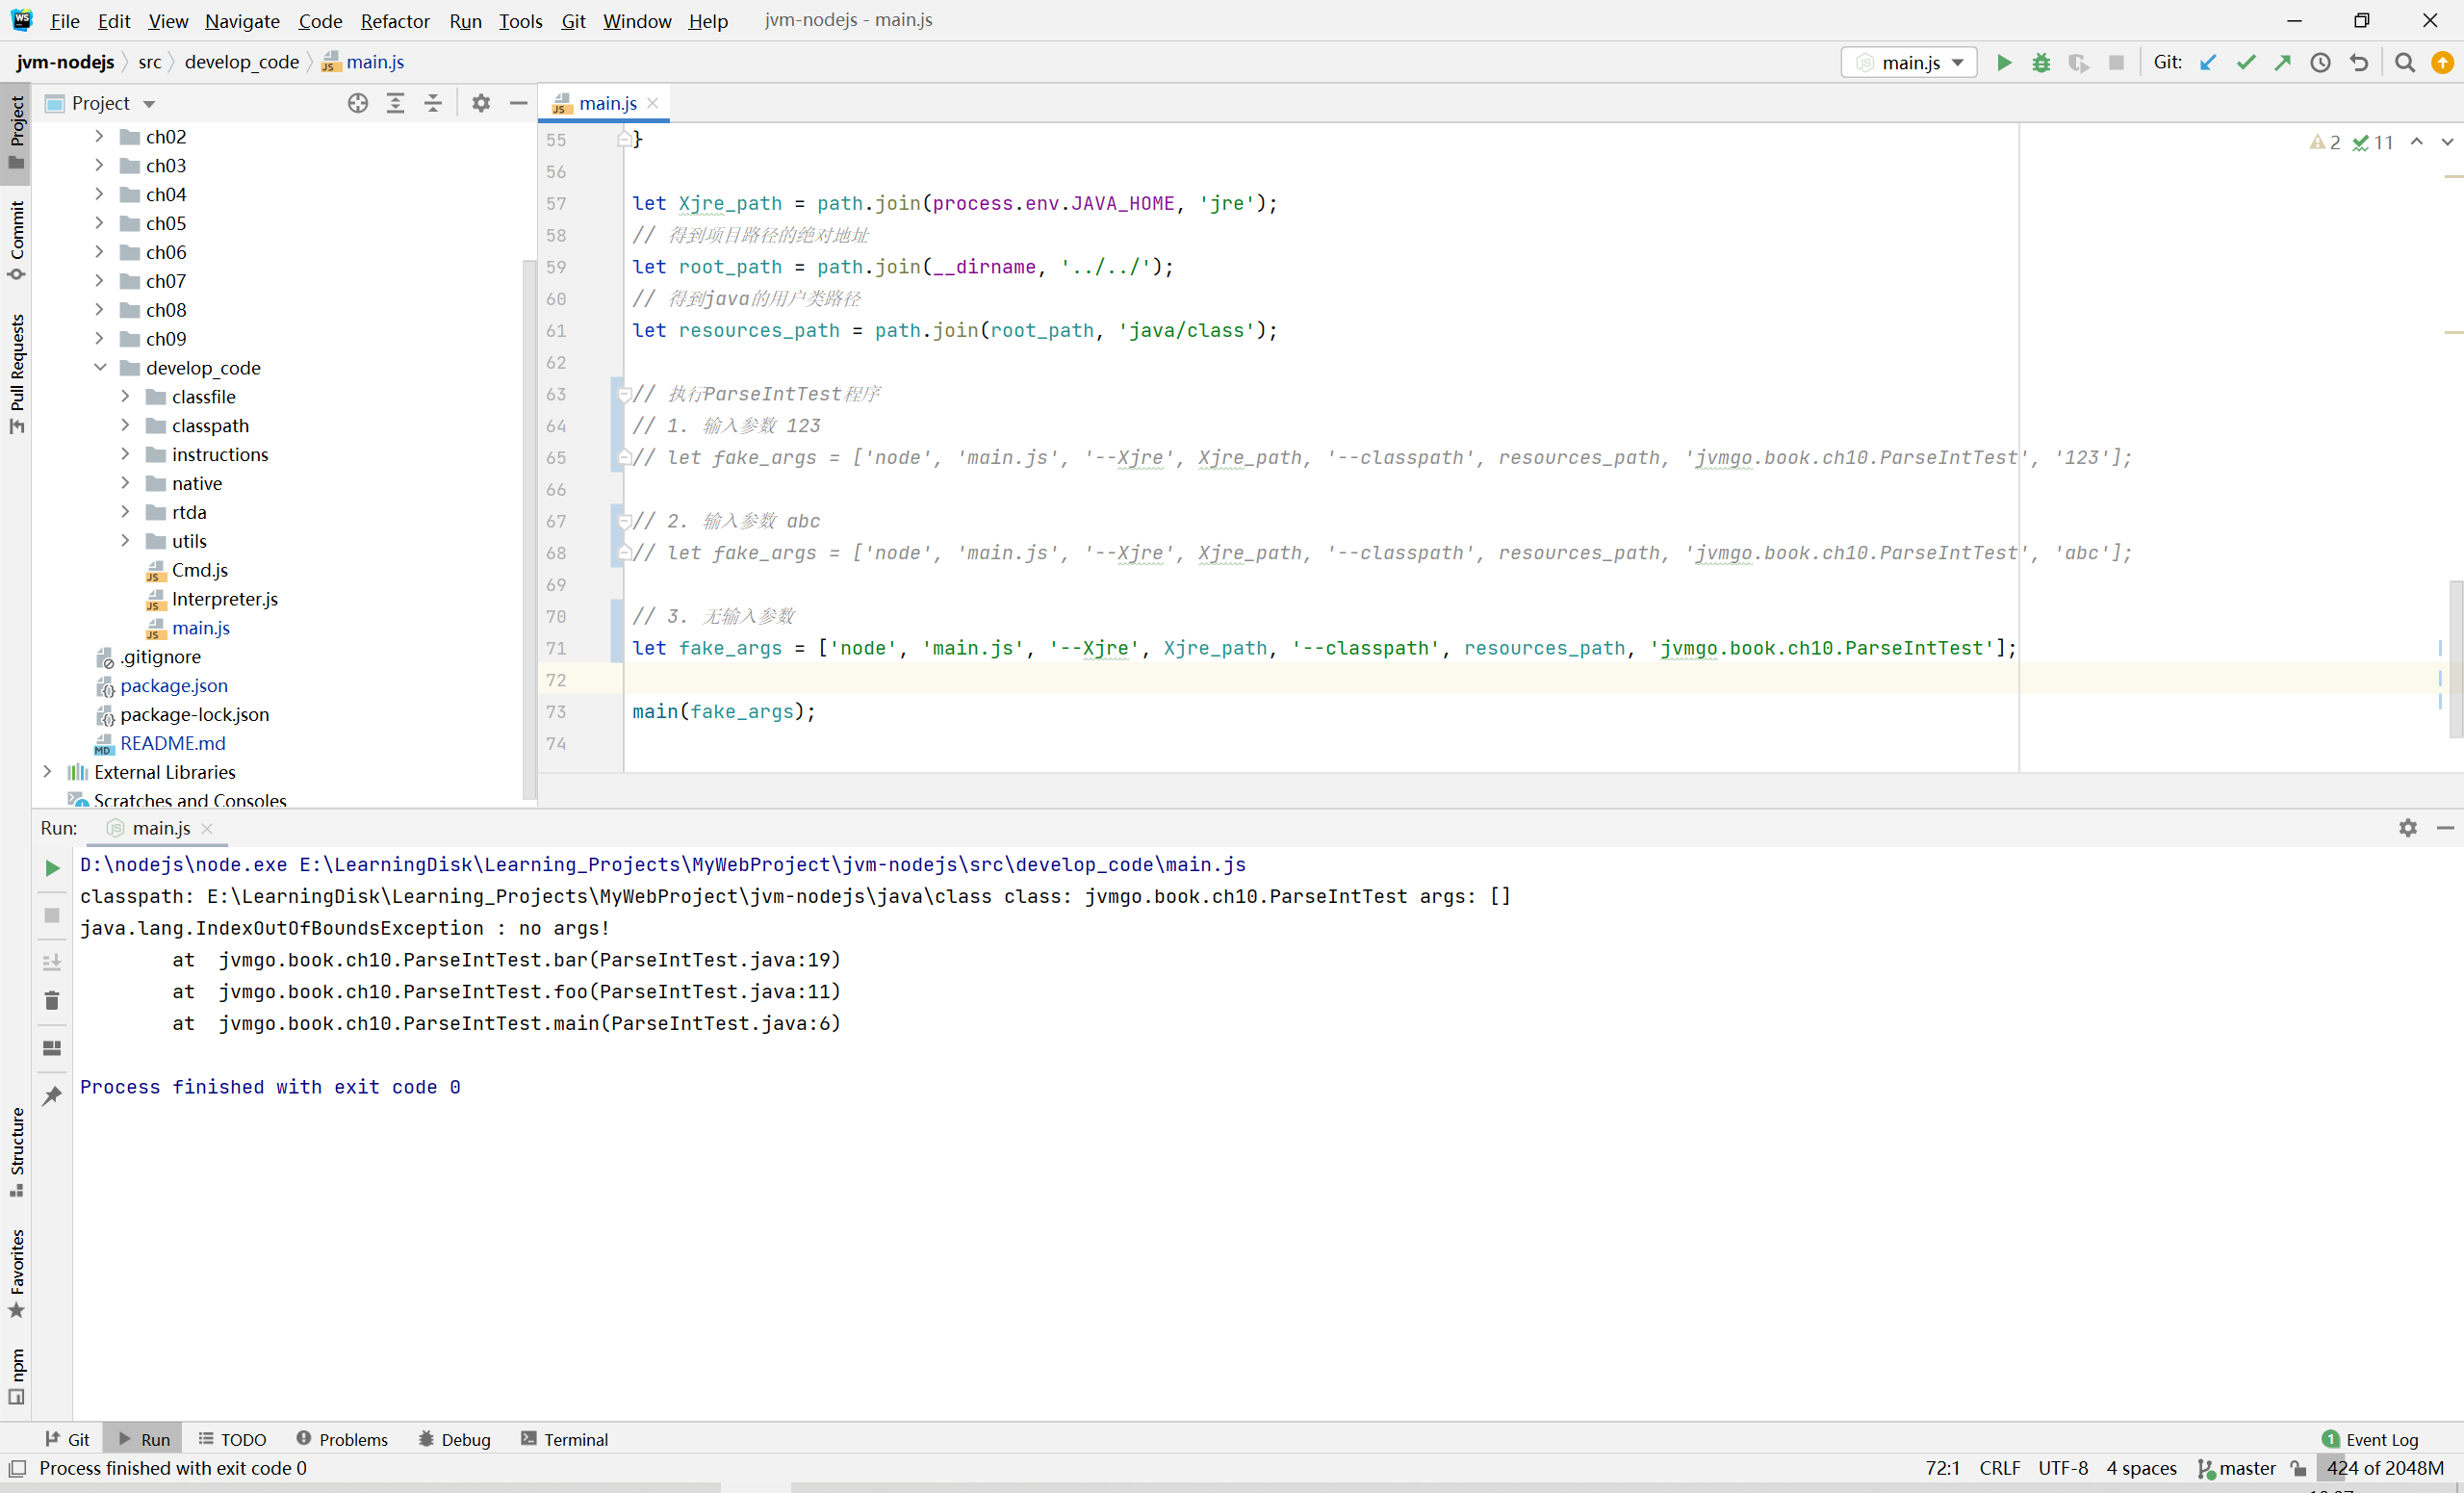 File Edit View Navigate Code Refactor Run Tools Git Window Help jvm-nodejs - main.js
jvm-nodejs src develop_code main.js
main.js Git:
Project
main.js
Project
Commit
Pull Requests
Structure
Favorites
npm
ch02
ch03
ch04
ch05
ch06
ch07
ch08
ch09
develop_code
classfile
classpath
instructions
native
rtda
utils
Cmd.js
Interpreter.js
main.js
.gitignore
package.json
package-lock.json
README.md
External Libraries
Scratches and Consoles
2 11
55 }
56
57 let Xjre_path = path.join(process.env.JAVA_HOME, 'jre');
58 // 得到项目路径的绝对地址
59 let root_path = path.join(__dirname, '../../');
60 // 得到java的用户类路径
61 let resources_path = path.join(root_path, 'java/class');
62
63 // 执行ParseIntTest程序
64 // 1. 输入参数 123
65 // let fake_args = ['node', 'main.js', '--Xjre', Xjre_path, '--classpath', resources_path, 'jvmgo.book.ch10.ParseIntTest', '123'];
66
67 // 2. 输入参数 abc
68 // let fake_args = ['node', 'main.js', '--Xjre', Xjre_path, '--classpath', resources_path, 'jvmgo.book.ch10.ParseIntTest', 'abc'];
69
70 // 3. 无输入参数
71 let fake_args = ['node', 'main.js', '--Xjre', Xjre_path, '--classpath', resources_path, 'jvmgo.book.ch10.ParseIntTest'];
72
73 main(fake_args);
74
Run: main.js
D:\nodejs\node.exe E:\LearningDisk\Learning_Projects\MyWebProject\jvm-nodejs\src\develop_code\main.js
classpath: E:\LearningDisk\Learning_Projects\MyWebProject\jvm-nodejs\java\class class: jvmgo.book.ch10.ParseIntTest args: []
java.lang.IndexOutOfBoundsException : no args!
at jvmgo.book.ch10.ParseIntTest.bar(ParseIntTest.java:19)
at jvmgo.book.ch10.ParseIntTest.foo(ParseIntTest.java:11)
at jvmgo.book.ch10.ParseIntTest.main(ParseIntTest.java:6)
Process finished with exit code 0
Git Run TODO Problems Debug Terminal 1 Event Log
Process finished with exit code 0 72:1 CRLF UTF-8 4 spaces master 424 of 2048M